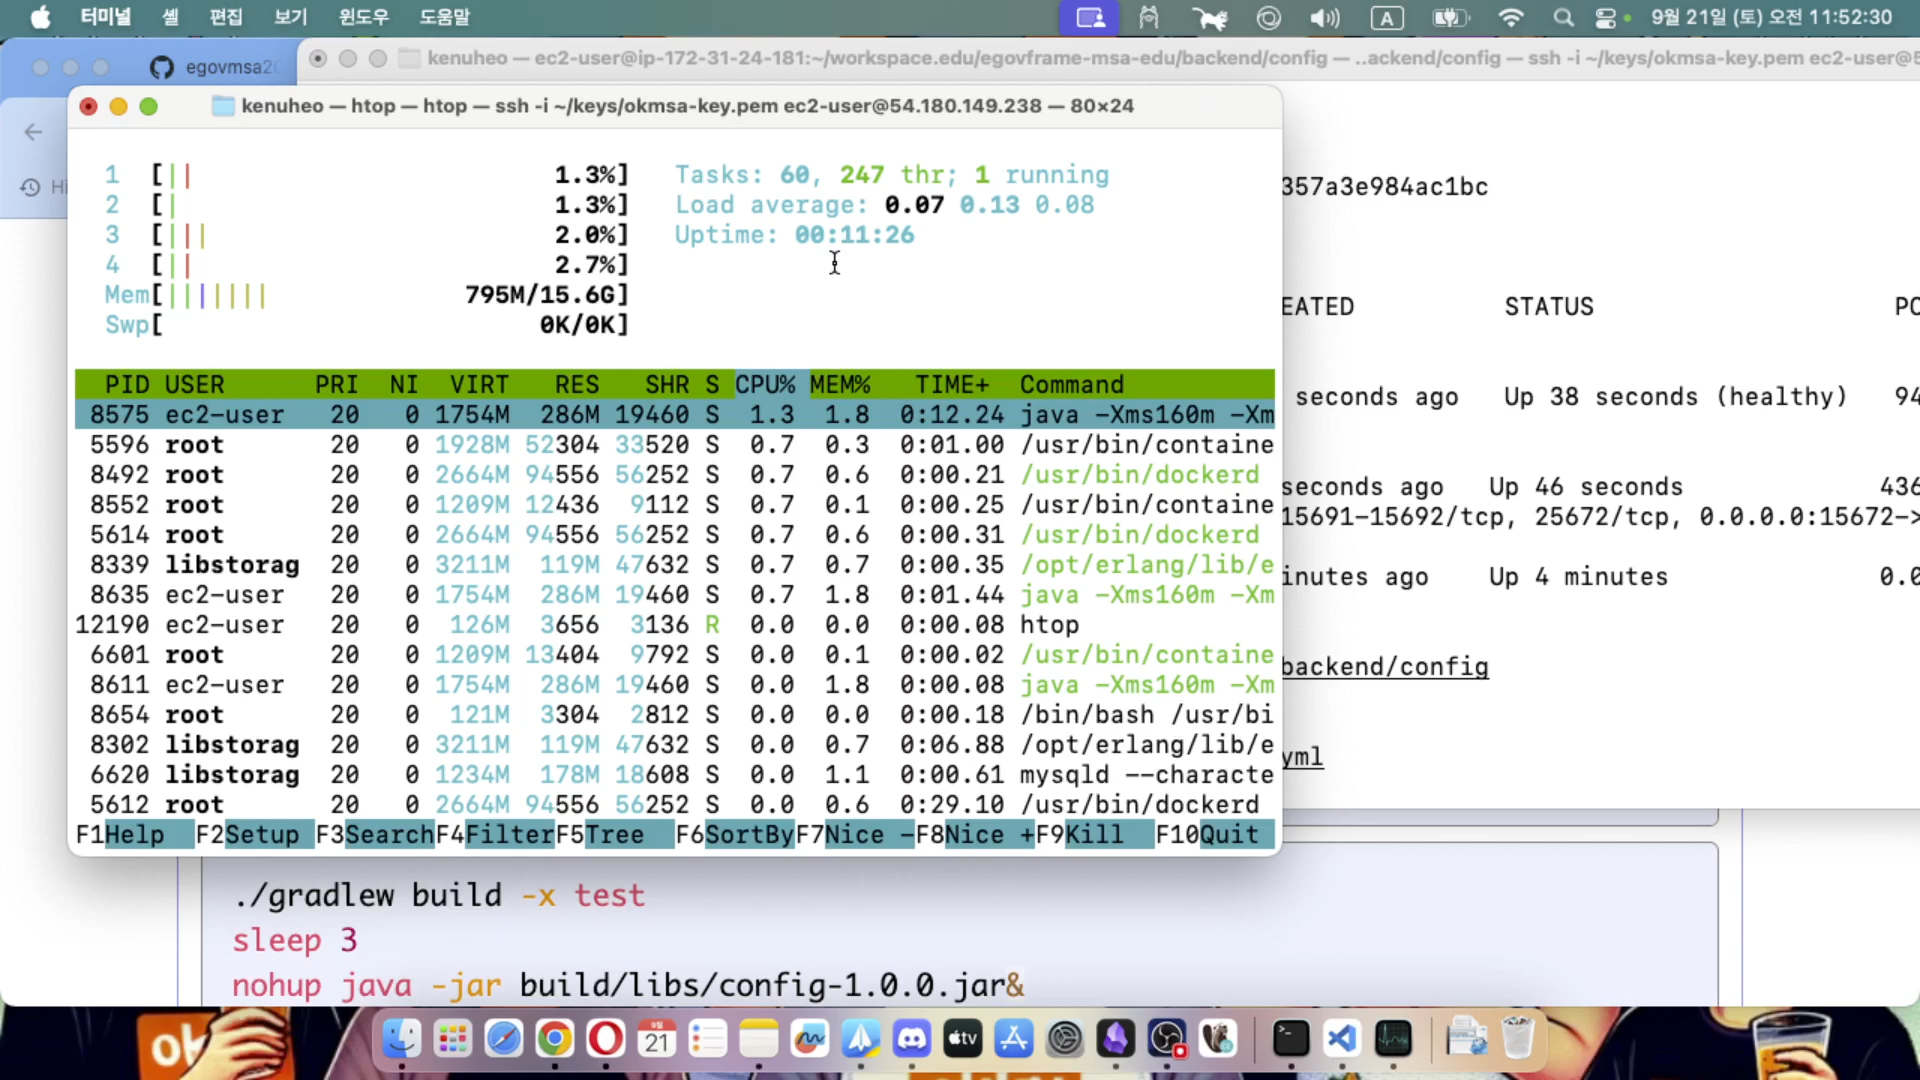 터미널 셸 편집 보기 윈도우 도움말 A 9월 21일 (토) 오전 11:52:30
egovmsa20
kenuheo — ec2-user@ip-172-31-24-181:~/workspace.edu/egovframe-msa-edu/backend/config — ..ackend/config — ssh -i ~/keys/okmsa-key.pem ec2-user@5
kenuheo — htop — htop — ssh -i ~/keys/okmsa-key.pem ec2-user@54.180.149.238 — 80×24
Hi
1 [|| 1.3%] Tasks: 60, 247 thr; 1 running
2 [| 1.3%] Load average: 0.07 0.13 0.08
3 [||| 2.0%] Uptime: 00:11:26
4 [|| 2.7%]
Mem[||||||| 795M/15.6G]
Swp[ 0K/0K]
PID USER PRI NI VIRT RES SHR S CPU% MEM% TIME+ Command
8575 ec2-user 20 0 1754M 286M 19460 S 1.3 1.8 0:12.24 java -Xms160m -Xm
5596 root 20 0 1928M 52304 33520 S 0.7 0.3 0:01.00 /usr/bin/containe
8492 root 20 0 2664M 94556 56252 S 0.7 0.6 0:00.21 /usr/bin/dockerd
8552 root 20 0 1209M 12436 9112 S 0.7 0.1 0:00.25 /usr/bin/containe
5614 root 20 0 2664M 94556 56252 S 0.7 0.6 0:00.31 /usr/bin/dockerd
8339 libstorag 20 0 3211M 119M 47632 S 0.7 0.7 0:00.35 /opt/erlang/lib/e
8635 ec2-user 20 0 1754M 286M 19460 S 0.7 1.8 0:01.44 java -Xms160m -Xm
12190 ec2-user 20 0 126M 3656 3136 R 0.0 0.0 0:00.08 htop
6601 root 20 0 1209M 13404 9792 S 0.0 0.1 0:00.02 /usr/bin/containe
8611 ec2-user 20 0 1754M 286M 19460 S 0.0 1.8 0:00.08 java -Xms160m -Xm
8654 root 20 0 121M 3304 2812 S 0.0 0.0 0:00.18 /bin/bash /usr/bi
8302 libstorag 20 0 3211M 119M 47632 S 0.0 0.7 0:06.88 /opt/erlang/lib/e
6620 libstorag 20 0 1234M 178M 18608 S 0.0 1.1 0:00.61 mysqld --characte
5612 root 20 0 2664M 94556 56252 S 0.0 0.6 0:29.10 /usr/bin/dockerd
F1Help F2Setup F3SearchF4FilterF5Tree F6SortByF7Nice -F8Nice +F9Kill F10Quit
357a3e984ac1bc
EATED STATUS PO
seconds ago Up 38 seconds (healthy) 94
seconds ago Up 46 seconds 436
15691-15692/tcp, 25672/tcp, 0.0.0.0:15672->
inutes ago Up 4 minutes 0.0
backend/config
yml
./gradlew build -x test
sleep 3
nohup java -jar build/libs/config-1.0.0.jar&
ok
9월 21 tv